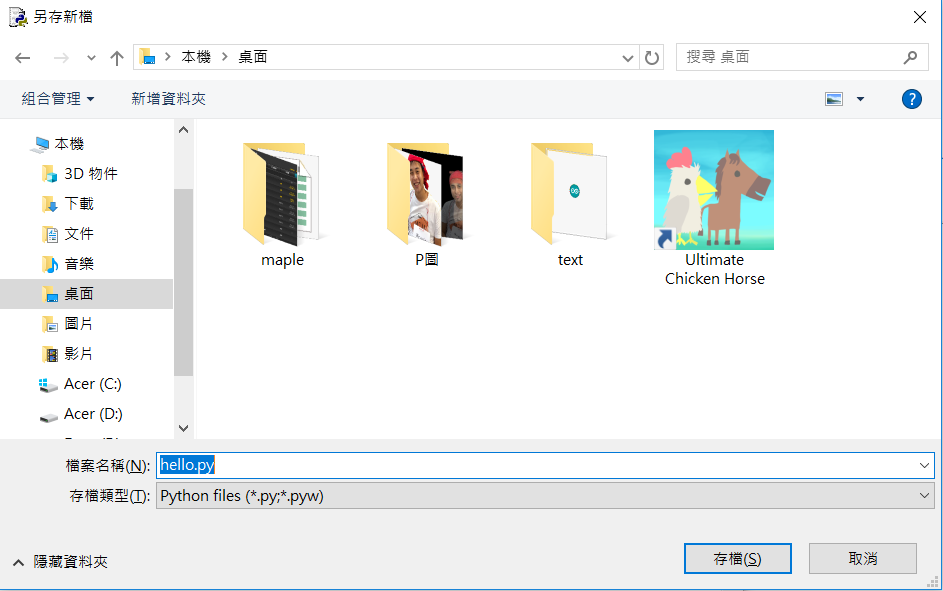 另存新檔
本機 桌面
搜尋 桌面
組合管理
新增資料夾
本機
3D 物件
下載
文件
音樂
桌面
圖片
影片
Acer (C:)
Acer (D:)
maple
P圖
text
Ultimate
Chicken Horse
檔案名稱(N):
hello.py
存檔類型(T):
Python files (*.py;*.pyw)
隱藏資料夾
存檔(S)
取消